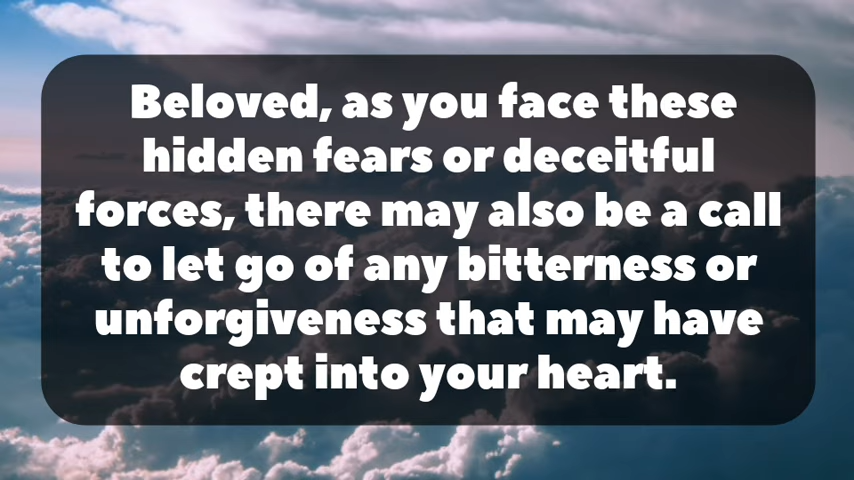 Beloved, as you face these
hidden fears or deceitful
forces, there may also be a call
to let go of any bitterness or
unforgiveness that may have
crept into your heart.